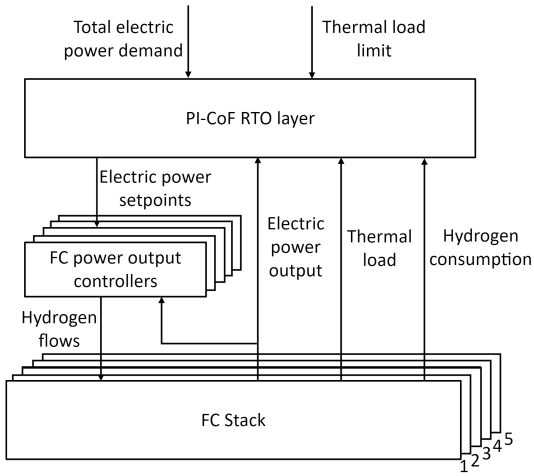 Total electric
power demand
Thermal load
limit
PI-CoF RTO layer
Electric power
setpoints
FC power output
controllers
Electric
power
output
Thermal
load
Hydrogen
consumption
Hydrogen
flows
FC Stack
1
2
3
4
5